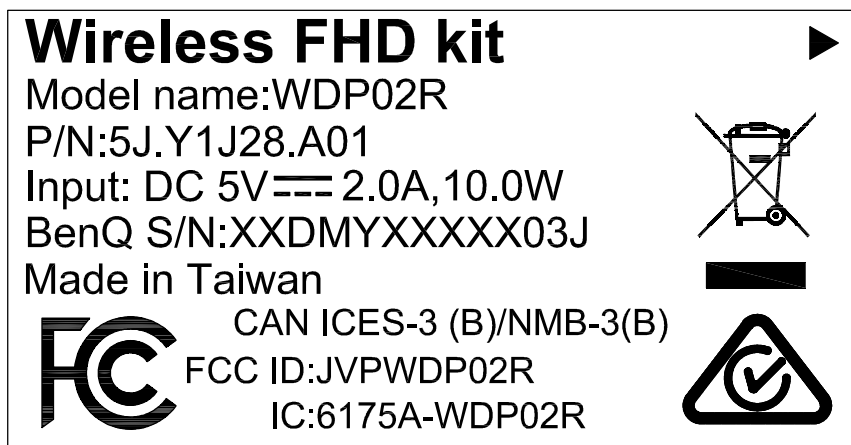 Wireless FHD kit
Model name:WDP02R
P/N:5J.Y1J28.A01
Input: DC 5V⎓2.0A,10.0W
BenQ S/N:XXDMYXXXXX03J
Made in Taiwan
FC CAN ICES-3 (B)/NMB-3(B)
FCC ID:JVPWDP02R
IC:6175A-WDP02R